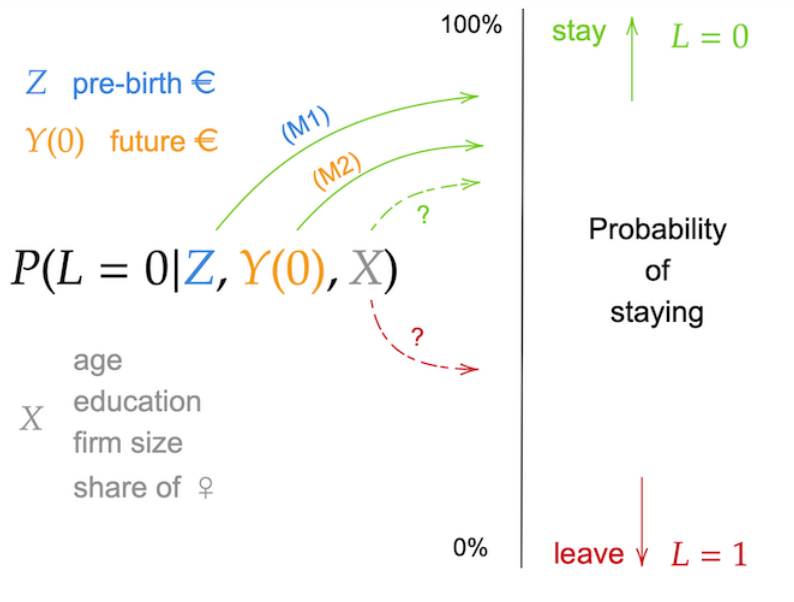 100%
stay L = 0
Z pre-birth €
Y(0) future €
(M1)
(M2)
?
P(L = 0|Z, Y(0), X)
Probability
of
staying
?
X
age
education
firm size
share of ♀
0%
leave L = 1